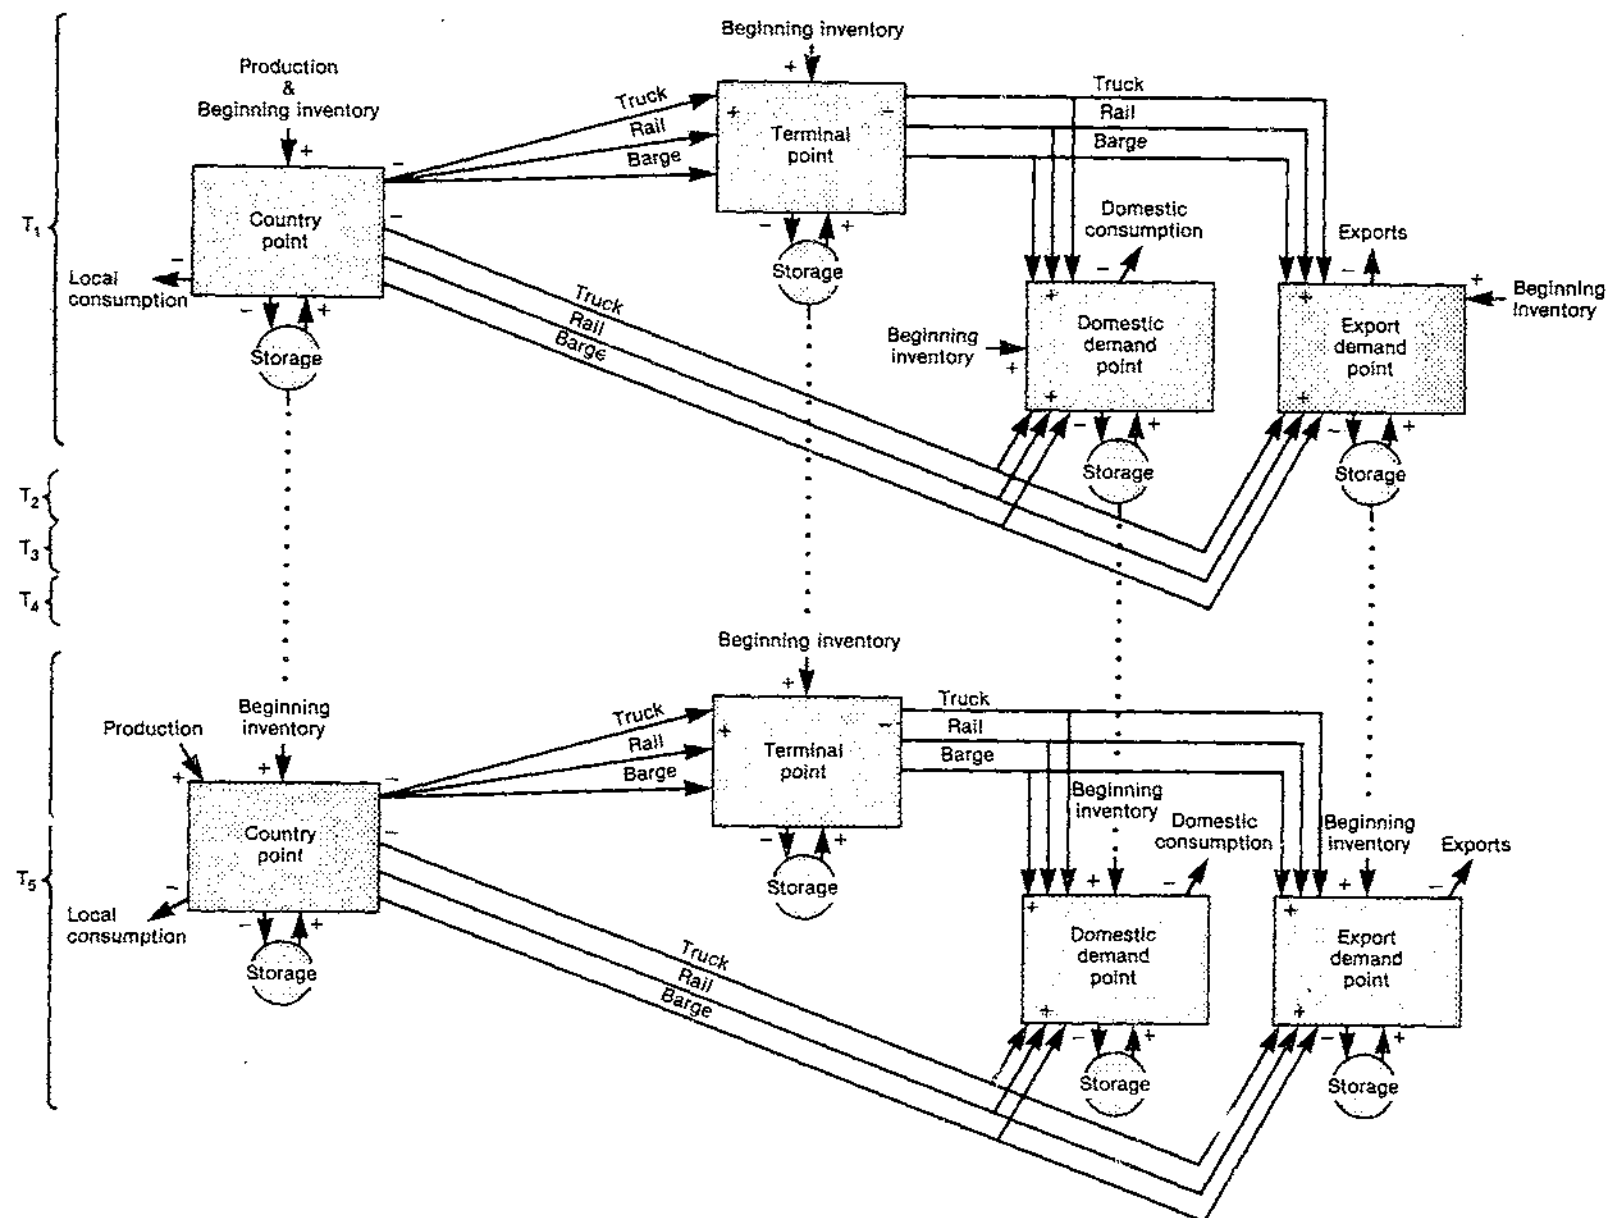 Beginning inventory
+
Production
&
Beginning inventory
+
Truck
Rail
Barge
-
+
Terminal
point
-
Truck
Rail
Barge
T1
Country
point
-
-
Local
consumption
-
+
Storage
-
+
Storage
Domestic
consumption
-
Exports
-
+
Beginning
inventory
Truck
Rail
Barge
Beginning
inventory
+
+
Domestic
demand
point
+
+
Export
demand
point
+
-
+
Storage
-
+
Storage
T2
T3
T4
Beginning inventory
+
Production
+
Beginning
inventory
+
-
Truck
Rail
Barge
+
Terminal
point
-
Truck
Rail
Barge
T5
Country
point
-
-
Local
consumption
-
+
Storage
-
+
Storage
Beginning
inventory
+
Domestic
consumption
-
Beginning
inventory
+
Exports
-
Truck
Rail
Barge
+
Domestic
demand
point
+
+
Export
demand
point
+
-
+
Storage
-
+
Storage